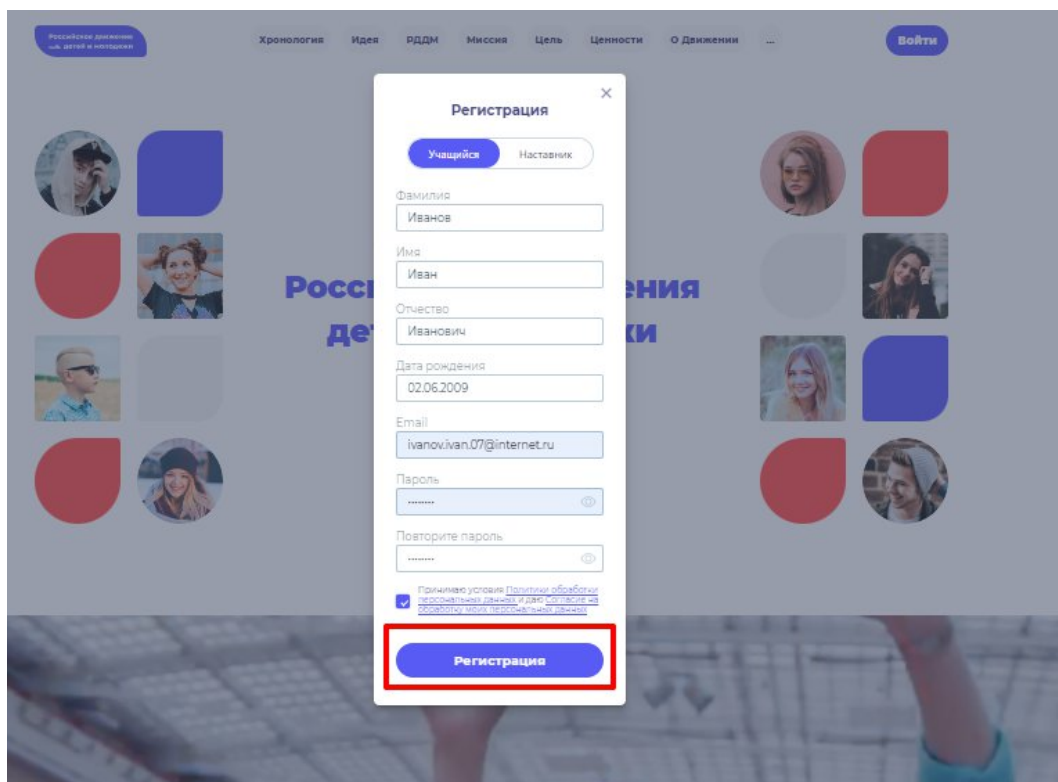 Российское движение
детей и молодежи
Хронология Идея РДДМ Миссия Цель Ценности О Движении ... Войти
Регистрация
Учащийся Наставник
Фамилия
Иванов
Имя
Иван
Отчество
Иванович
Дата рождения
02.06.2009
Email
ivanov.ivan.07@internet.ru
Пароль
········
Повторите пароль
········
Принимаю условия Политики обработки
персональных данных и даю Согласие на
обработку моих персональных данных
Регистрация